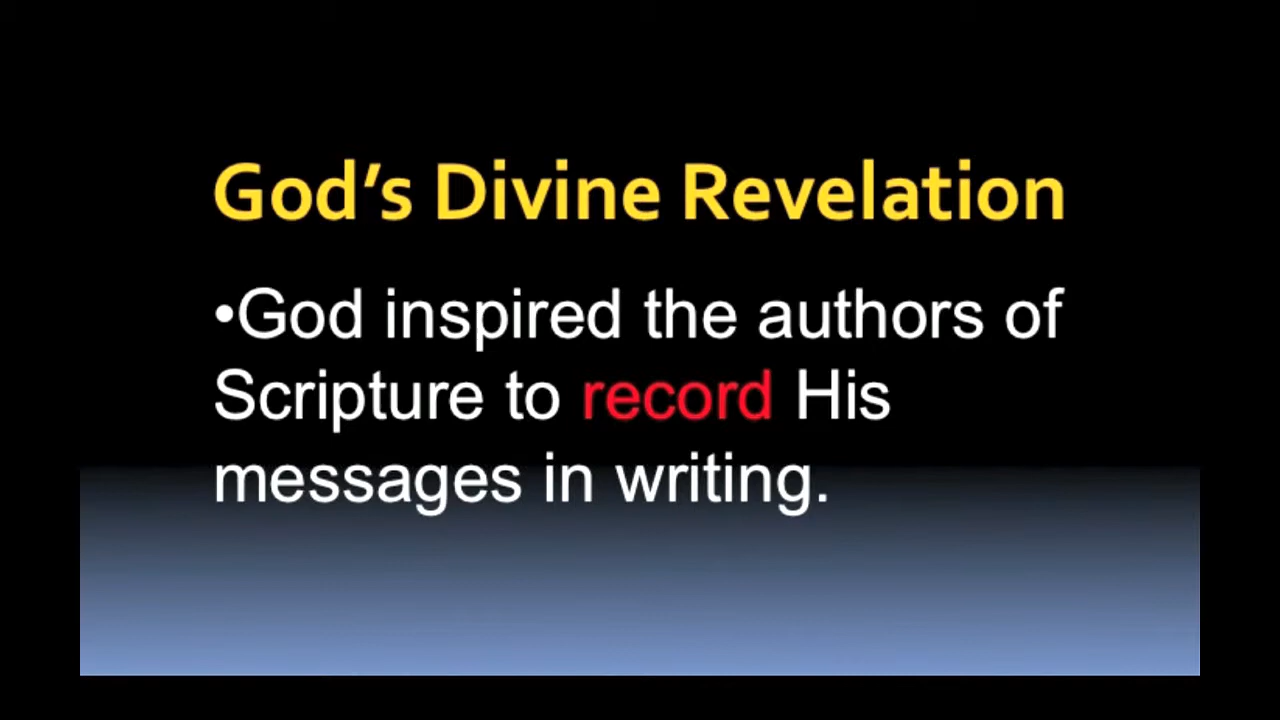 God’s Divine Revelation
•God inspired the authors of
Scripture to record His
messages in writing.